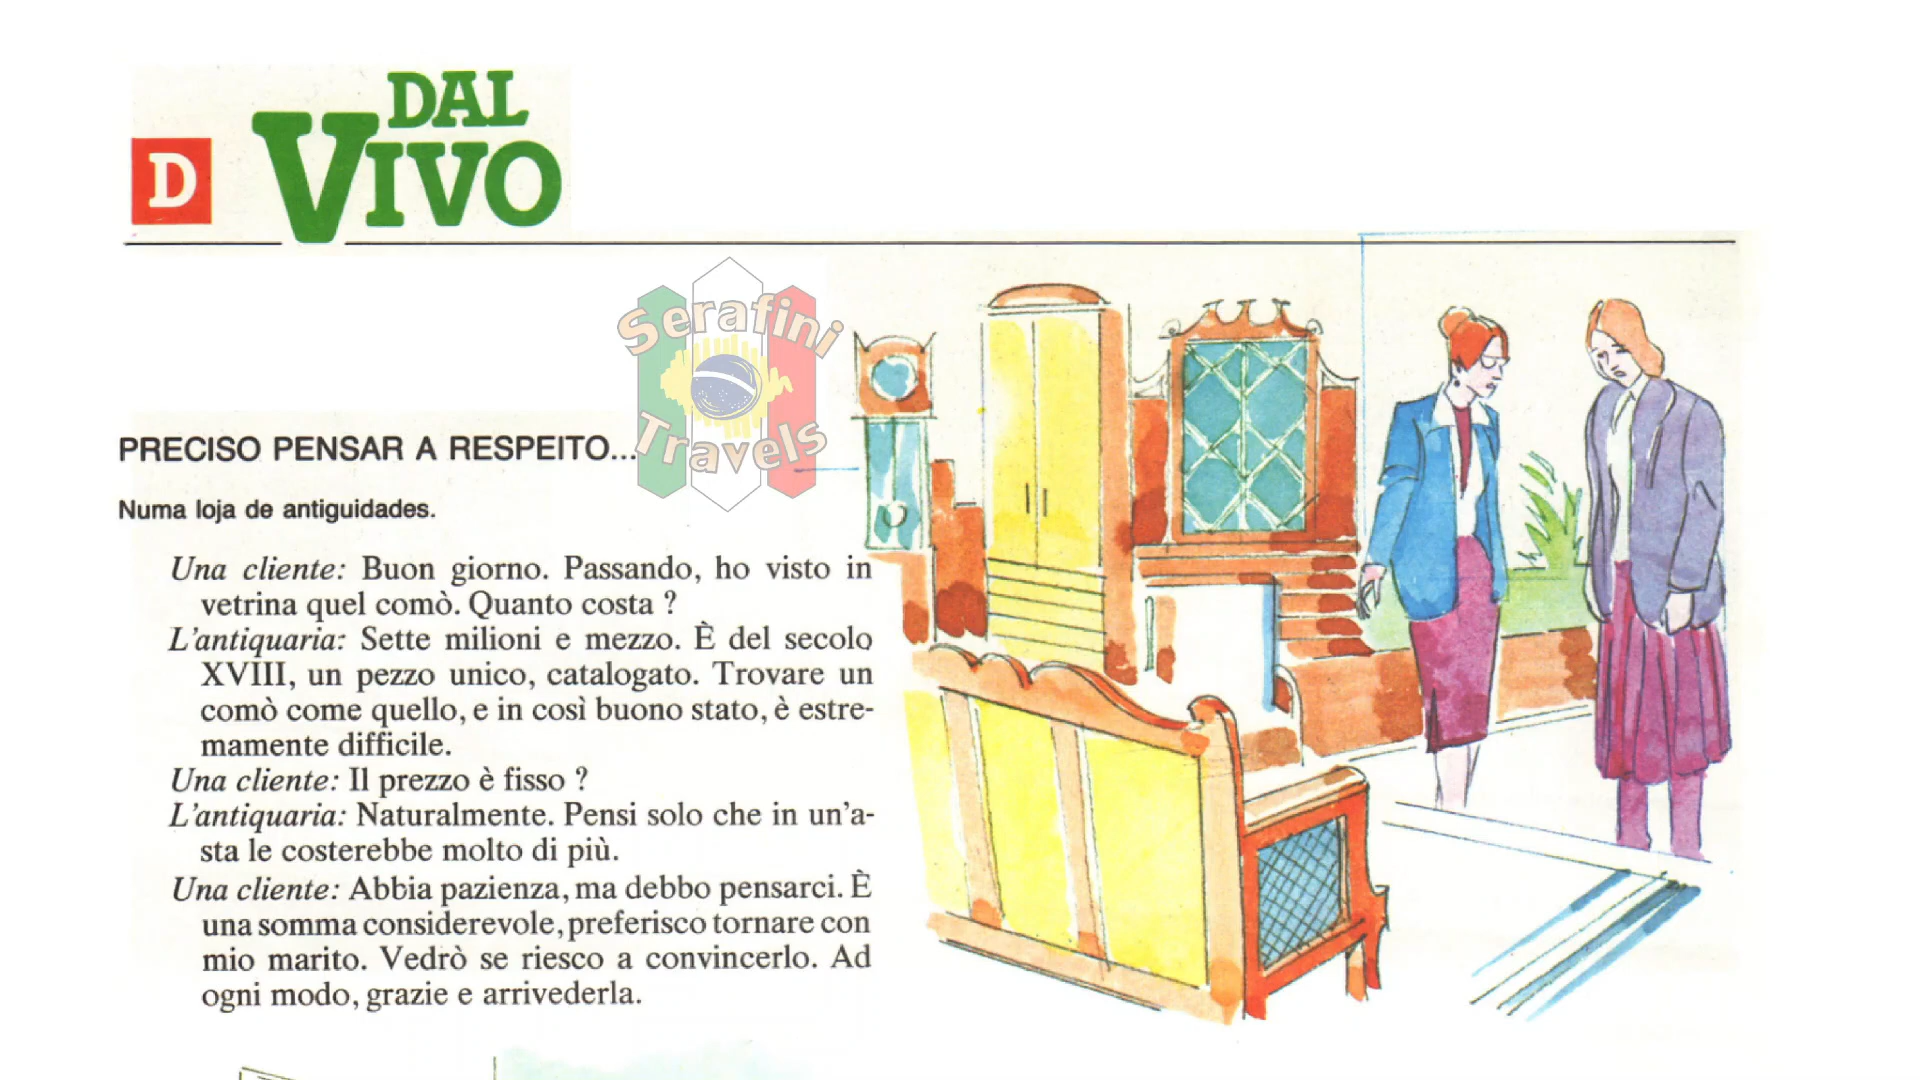 D
DAL
VIVO
Serafini
Travels
PRECISO PENSAR A RESPEITO...
Numa loja de antiguidades.
Una cliente: Buon giorno. Passando, ho visto in
vetrina quel comò. Quanto costa ?
L'antiquaria: Sette milioni e mezzo. È del secolo
XVIII, un pezzo unico, catalogato. Trovare un
comò come quello, e in così buono stato, è estre-
mamente difficile.
Una cliente: Il prezzo è fisso ?
L'antiquaria: Naturalmente. Pensi solo che in un'a-
sta le costerebbe molto di più.
Una cliente: Abbia pazienza, ma debbo pensarci. È
una somma considerevole, preferisco tornare con
mio marito. Vedrò se riesco a convincerlo. Ad
ogni modo, grazie e arrivederla.